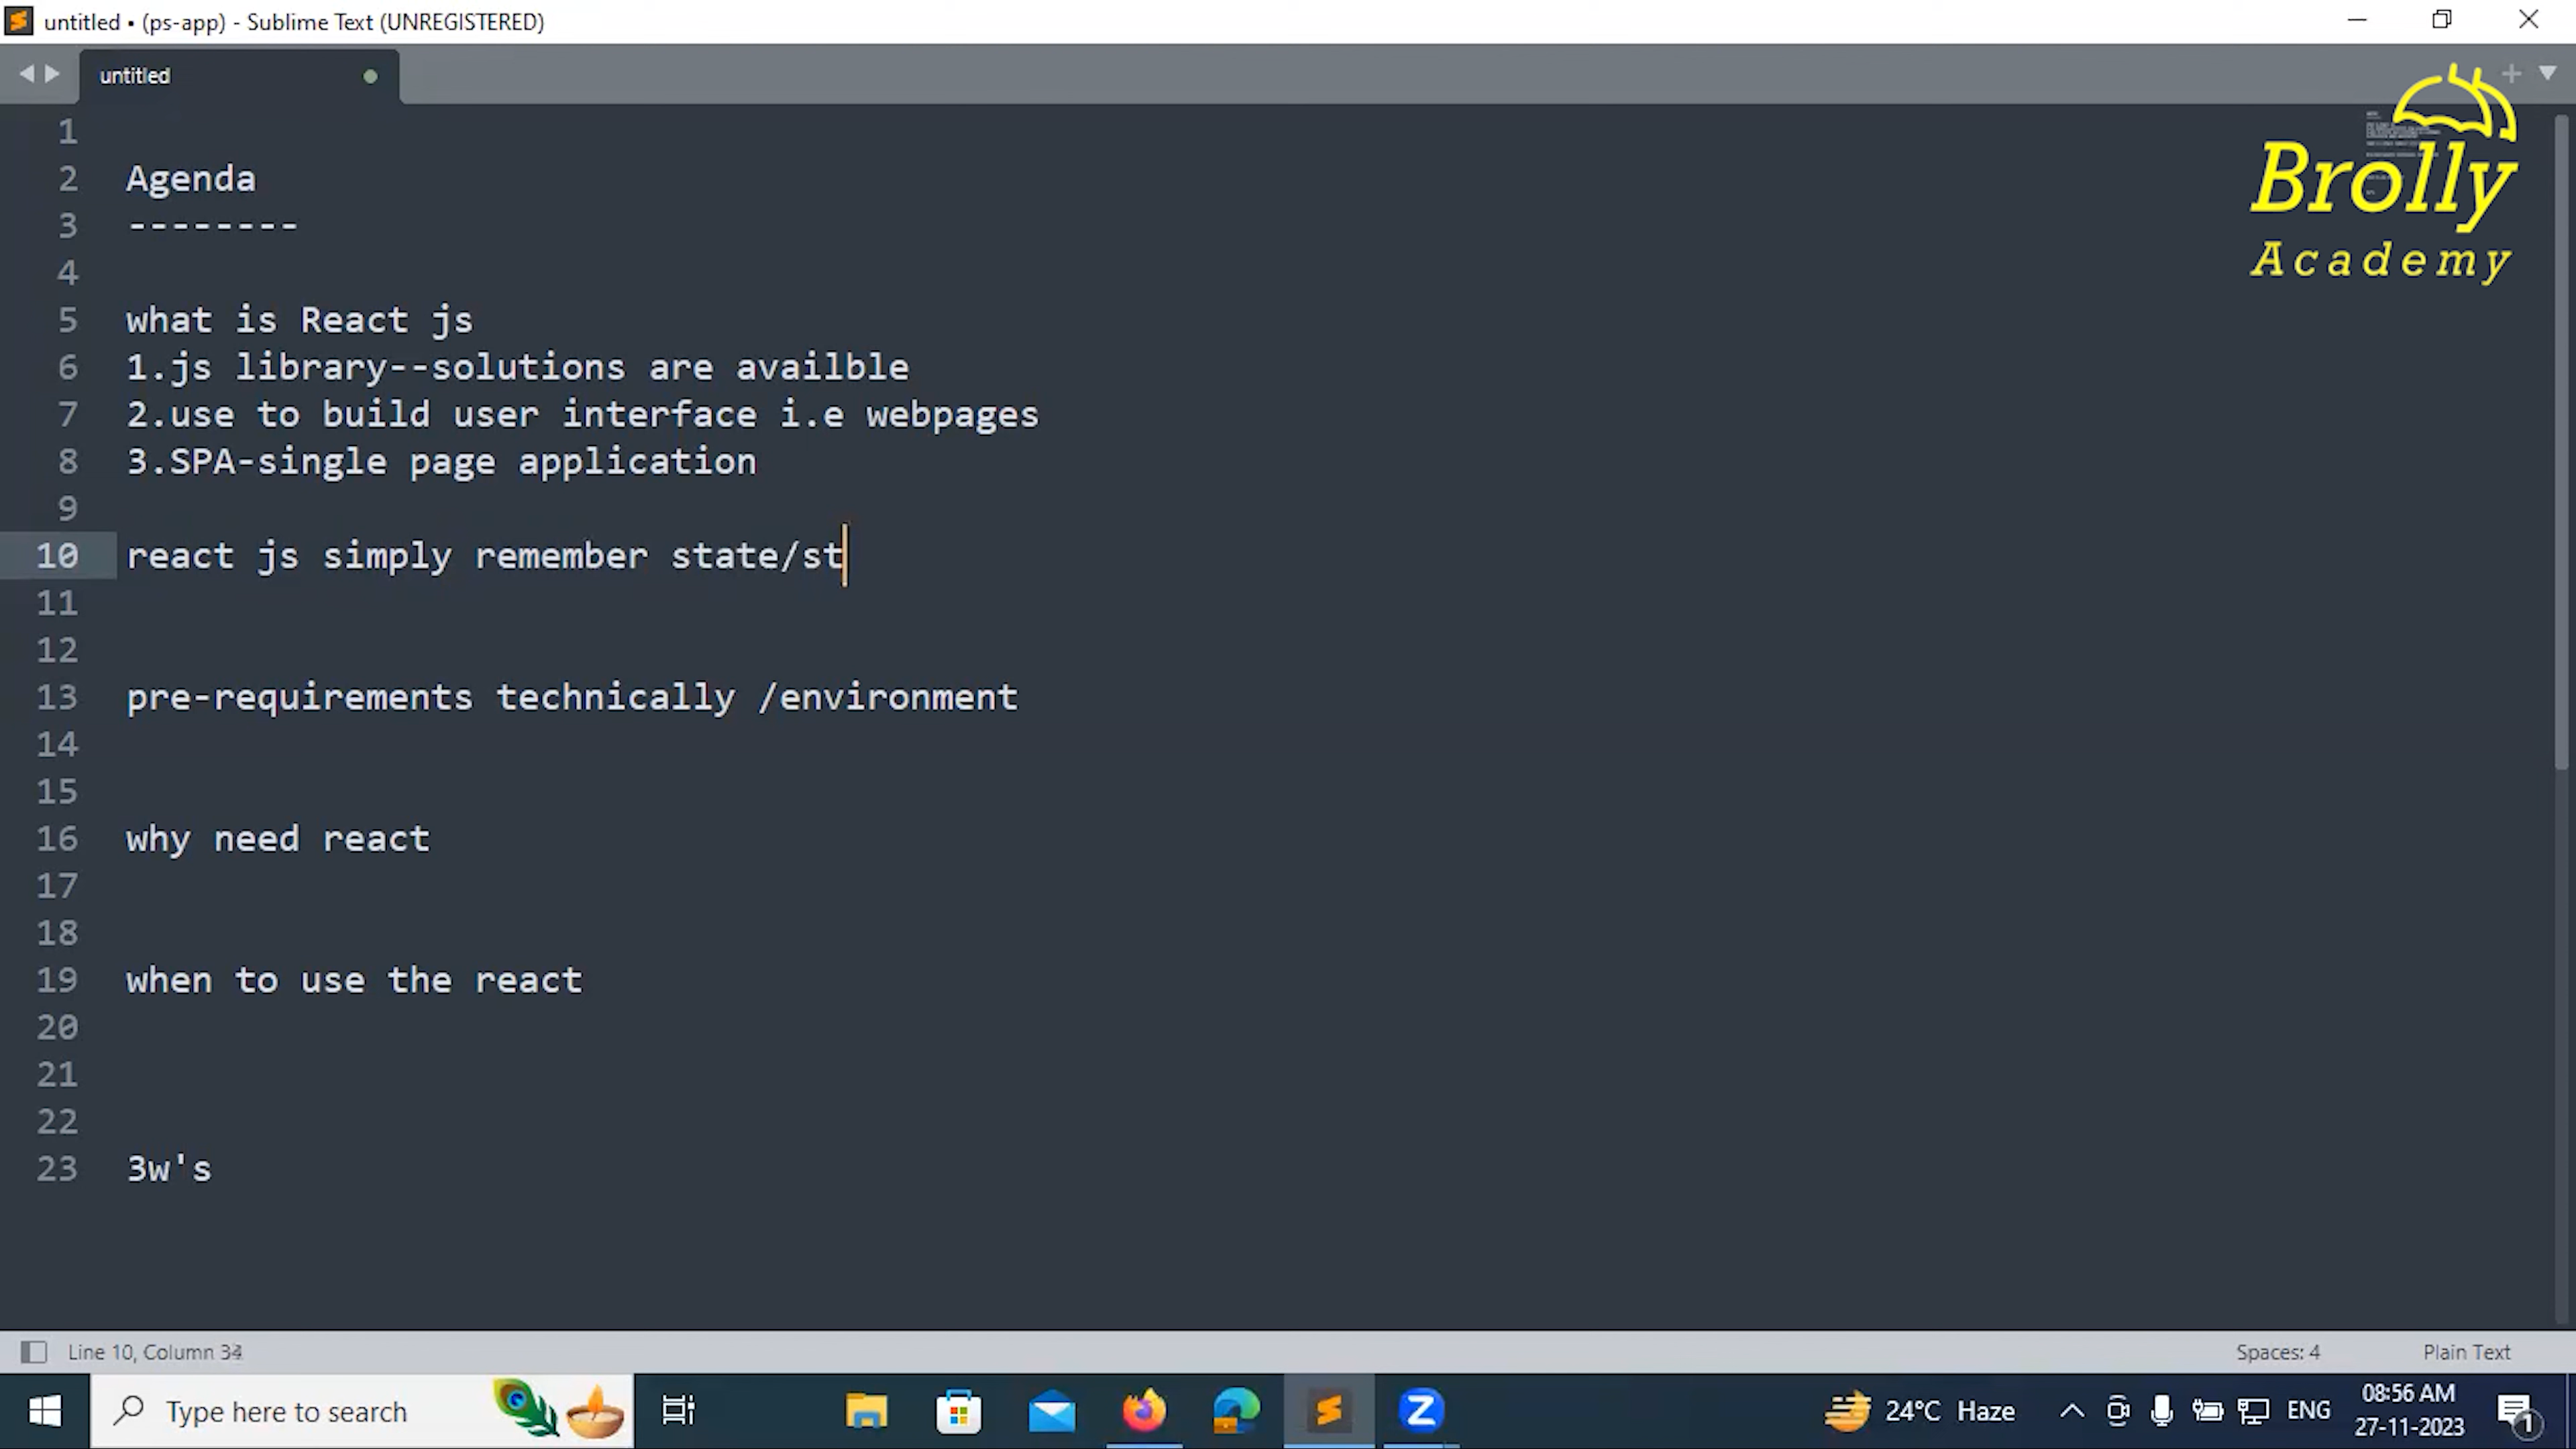 untitled • (ps-app) - Sublime Text (UNREGISTERED)
untitled
Brolly
Academy
1
2 Agenda
3 --------
4
5 what is React js
6 1.js library--solutions are availble
7 2.use to build user interface i.e webpages
8 3.SPA-single page application
9
10 react js simply remember state/st
11
12
13 pre-requirements technically /environment
14
15
16 why need react
17
18
19 when to use the react
20
21
22
23 3w's
Line 10, Column 34
Spaces: 4
Plain Text
Type here to search
24°C Haze
ENG
08:56 AM
27-11-2023
1